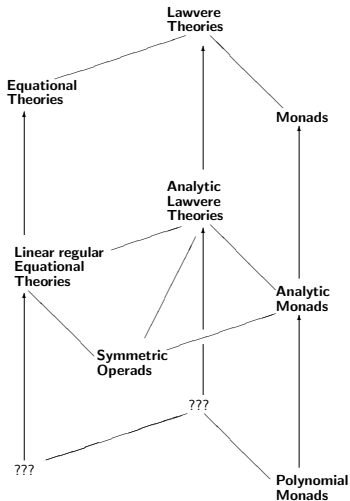 Lawvere
Theories
Equational
Theories
Monads
Analytic
Lawvere
Theories
Linear regular
Equational
Theories
Analytic
Monads
Symmetric
Operads
???
???
Polynomial
Monads